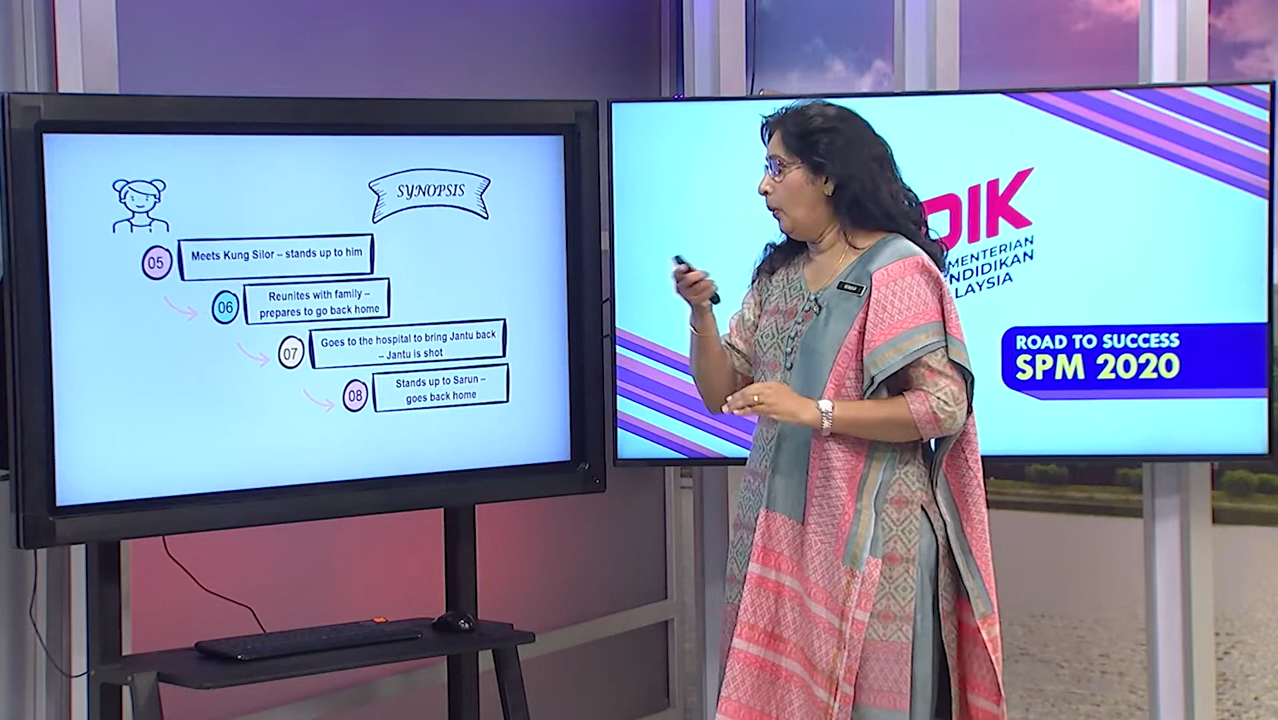 SYNOPSIS
05
Meets Kung Silor – stands up to him
06
Reunites with family –
prepares to go back home
07
Goes to the hospital to bring Jantu back
– Jantu is shot
08
Stands up to Sarun –
goes back home
DIK
MENTERIAN
NDIDIKAN
LAYSIA
ROAD TO SUCCESS
SPM 2020